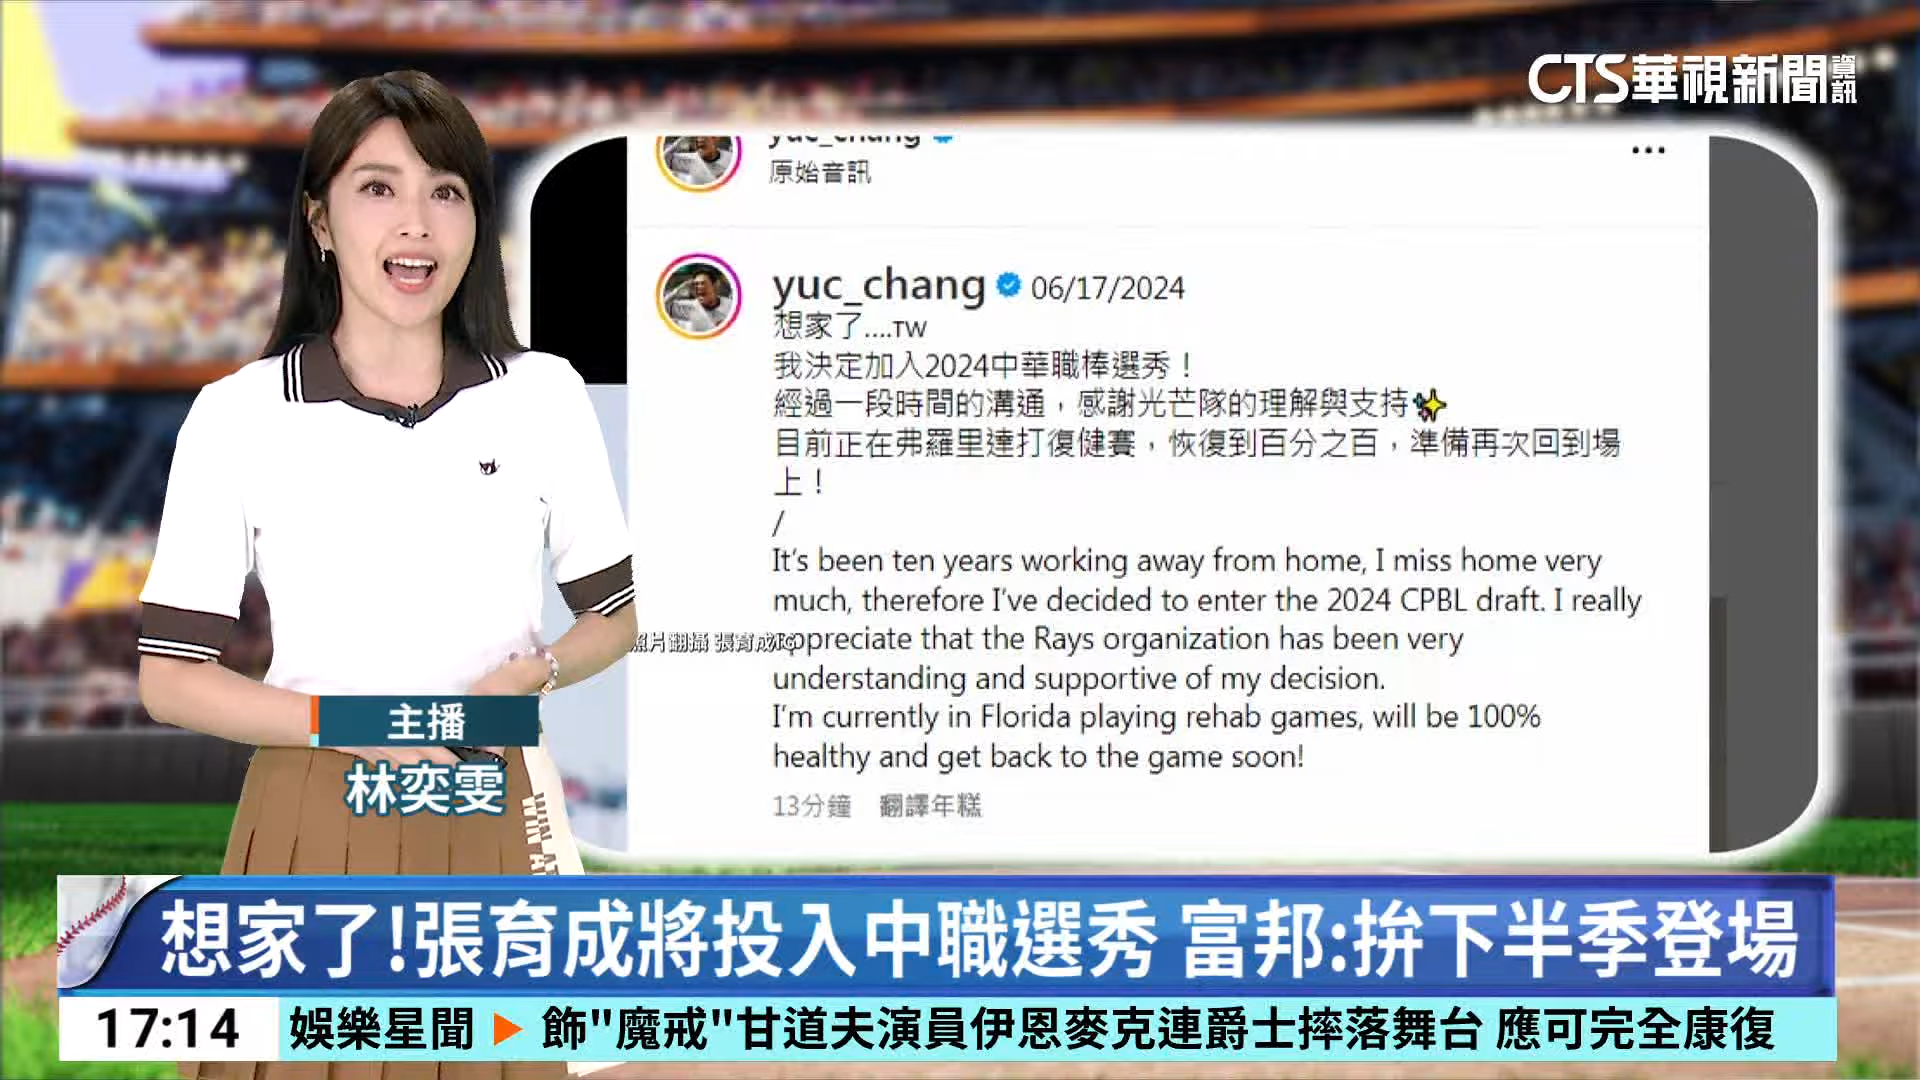 CTS華視新聞資訊
yuc_chang
原始音訊
yuc_chang 06/17/2024
想家了....TW
我決定加入2024中華職棒選秀！
經過一段時間的溝通，感謝光芒隊的理解與支持✨
目前正在弗羅里達打復健賽，恢復到百分之百，準備再次回到場
上！
/
It's been ten years working away from home, I miss home very
much, therefore I've decided to enter the 2024 CPBL draft. I really
appreciate that the Rays organization has been very
understanding and supportive of my decision.
I'm currently in Florida playing rehab games, will be 100%
healthy and get back to the game soon!
13分鐘 翻譯年糕
照片翻攝 張育成IG
主播
林奕雯
想家了!張育成將投入中職選秀 富邦:拚下半季登場
17:14 娛樂星聞 ▶ 飾"魔戒"甘道夫演員伊恩麥克連爵士摔落舞台 應可完全康復